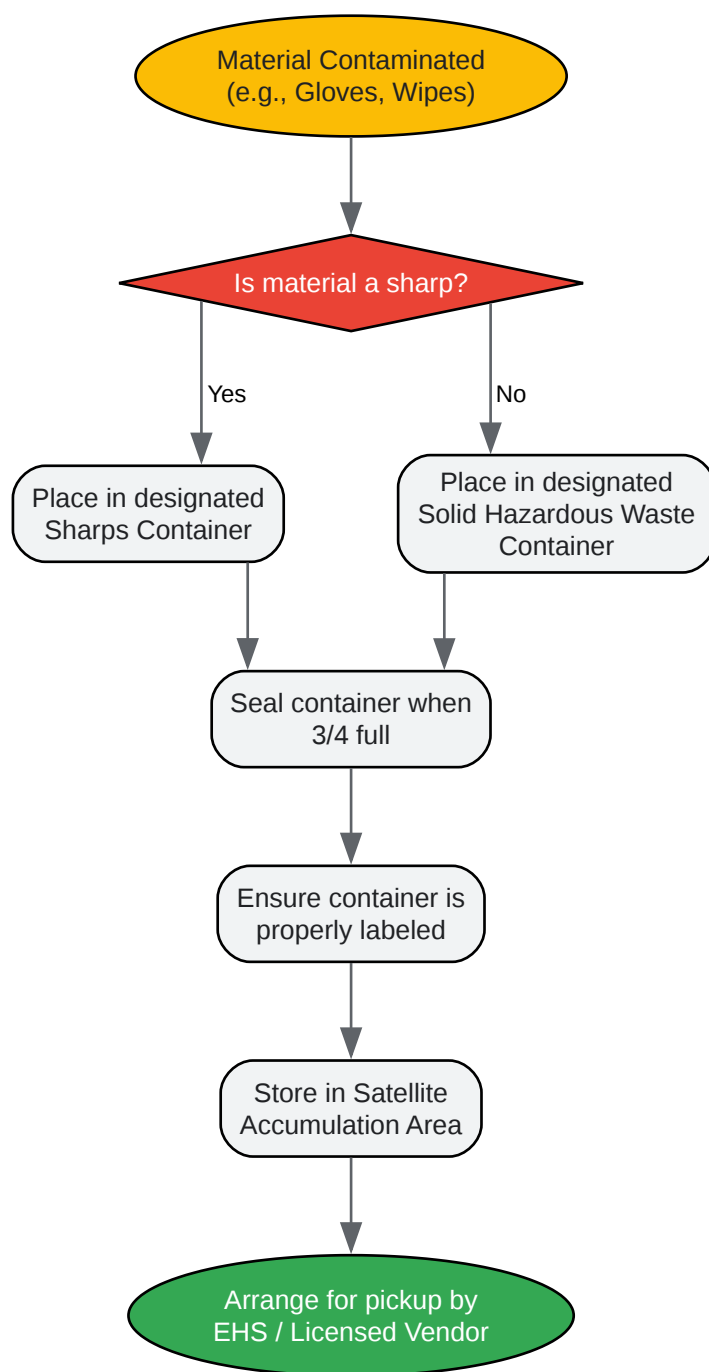 Material Contaminated
(e.g., Gloves, Wipes)
Is material a sharp?
Yes
No
Place in designated
Sharps Container
Place in designated
Solid Hazardous Waste
Container
Seal container when
3/4 full
Ensure container is
properly labeled
Store in Satellite
Accumulation Area
Arrange for pickup by
EHS / Licensed Vendor